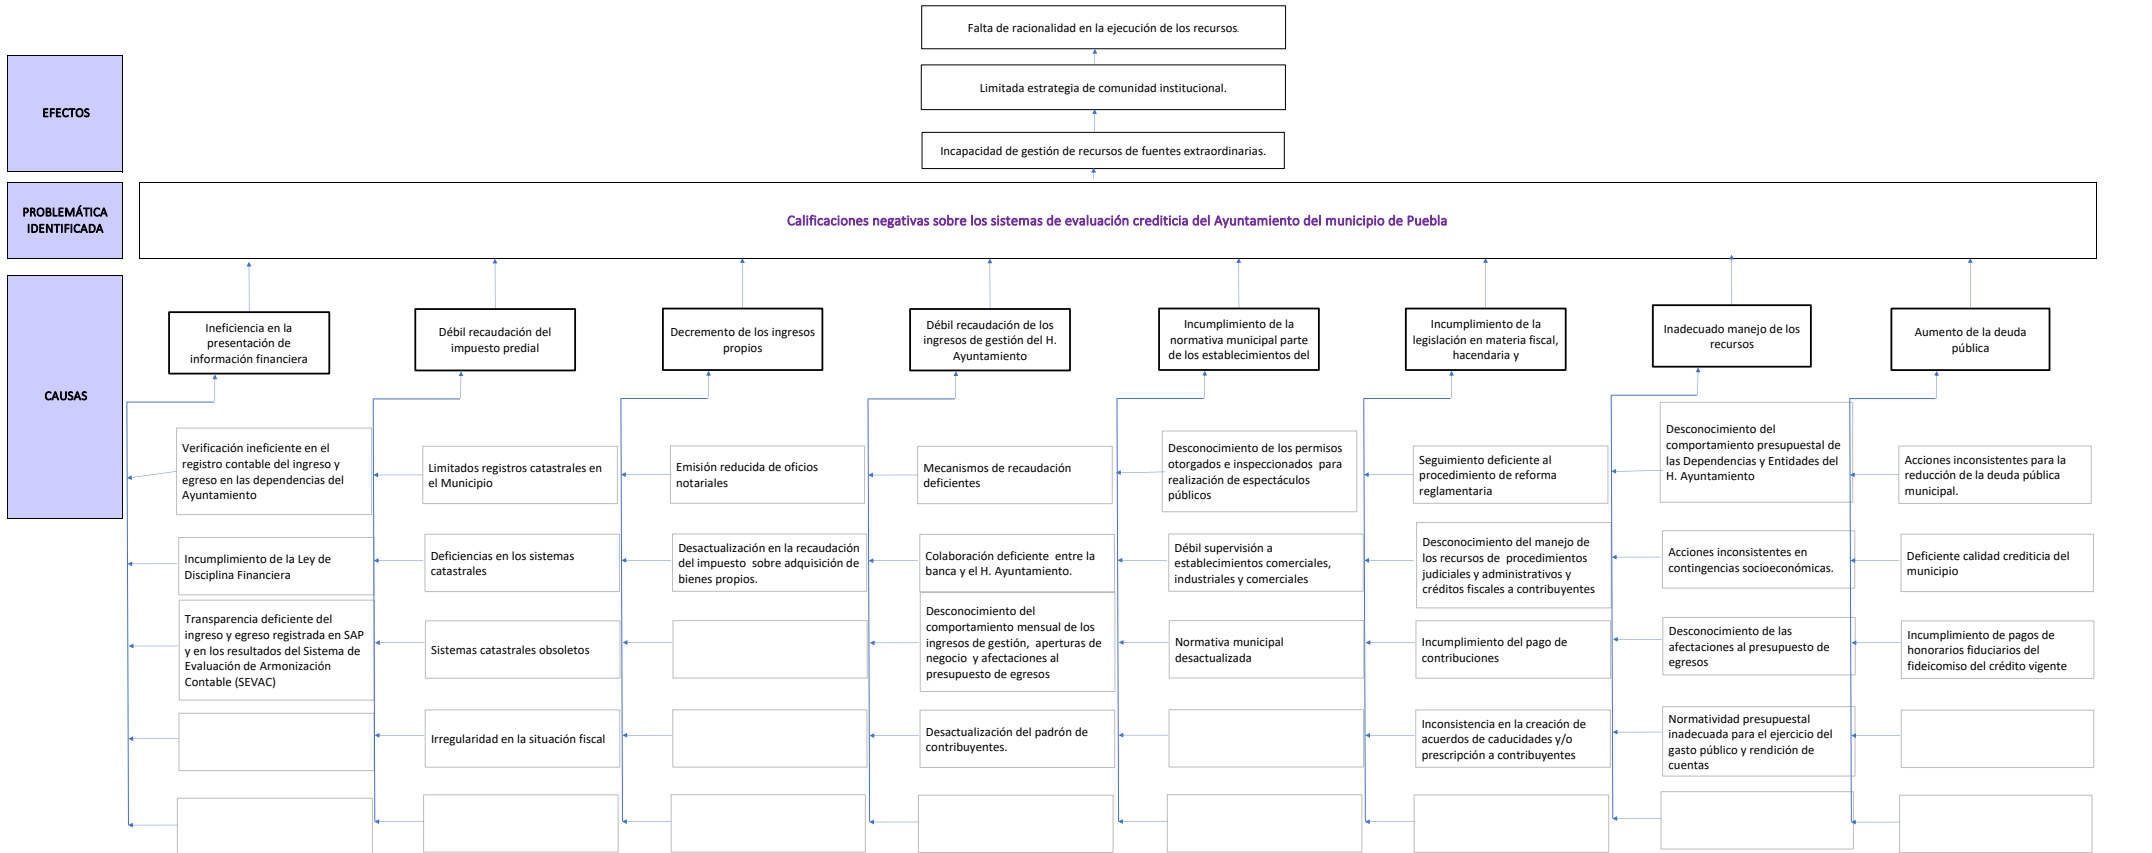 Falta de racionalidad en la ejecución de los recursos.
Limitada estrategia de comunidad institucional.
EFECTOS
Incapacidad de gestión de recursos de fuentes extraordinarias.
PROBLEMÁTICA
IDENTIFICADA
Calificaciones negativas sobre los sistemas de evaluación crediticia del Ayuntamiento del municipio de Puebla
CAUSAS
Ineficiencia en la
presentación de
información financiera
Débil recaudación del
impuesto predial
Decremento de los ingresos
propios
Débil recaudación de los
ingresos de gestión del H.
Ayuntamiento
Incumplimiento de la
normativa municipal parte
de los establecimientos del
Incumplimiento de la
legislación en materia fiscal,
hacendaria y
Inadecuado manejo de los
recursos
Aumento de la deuda
pública
Verificación ineficiente en el
registro contable del ingreso y
egreso en las dependencias del
Ayuntamiento
Limitados registros catastrales en
el Municipio
Emisión reducida de oficios
notariales
Mecanismos de recaudación
deficientes
Desconocimiento de los permisos
otorgados e inspeccionados para
realización de espectáculos
públicos
Seguimiento deficiente al
procedimiento de reforma
reglamentaria
Desconocimiento del
comportamiento presupuestal de
las Dependencias y Entidades del
H. Ayuntamiento
Acciones inconsistentes para la
reducción de la deuda pública
municipal.
Incumplimiento de la Ley de
Disciplina Financiera
Deficiencias en los sistemas
catastrales
Desactualización en la recaudación
del impuesto sobre adquisición de
bienes propios.
Colaboración deficiente entre la
banca y el H. Ayuntamiento.
Débil supervisión a
establecimientos comerciales,
industriales y comerciales
Desconocimiento del manejo de
los recursos de procedimientos
judiciales y administrativos y
créditos fiscales a contribuyentes
Acciones inconsistentes en
contingencias socioeconómicas.
Deficiente calidad crediticia del
municipio
Transparencia deficiente del
ingreso y egreso registrada en SAP
y en los resultados del Sistema de
Evaluación de Armonización
Contable (SEVAC)
Sistemas catastrales obsoletos
Desconocimiento del
comportamiento mensual de los
ingresos de gestión, aperturas de
negocio y afectaciones al
presupuesto de egresos
Normativa municipal
desactualizada
Incumplimiento del pago de
contribuciones
Desconocimiento de las
afectaciones al presupuesto de
egresos
Incumplimiento de pagos de
honorarios fiduciarios del
fideicomiso del crédito vigente
Irregularidad en la situación fiscal
Desactualización del padrón de
contribuyentes.
Inconsistencia en la creación de
acuerdos de caducidades y/o
prescripción a contribuyentes
Normatividad presupuestal
inadecuada para el ejercicio del
gasto público y rendición de
cuentas